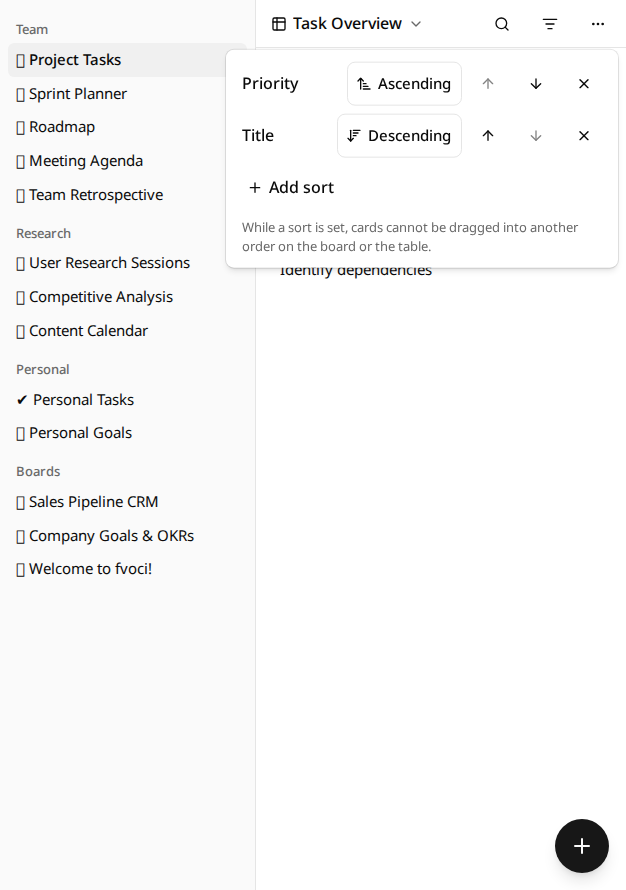 Team
Project Tasks
Sprint Planner
Roadmap
Meeting Agenda
Team Retrospective
Research
User Research Sessions
Competitive Analysis
Content Calendar
Personal
✔ Personal Tasks
Personal Goals
Boards
Sales Pipeline CRM
Company Goals & OKRs
Welcome to fvoci!
Task Overview
Priority
Ascending
Title
Descending
Add sort
While a sort is set, cards cannot be dragged into another
order on the board or the table.
Identify dependencies